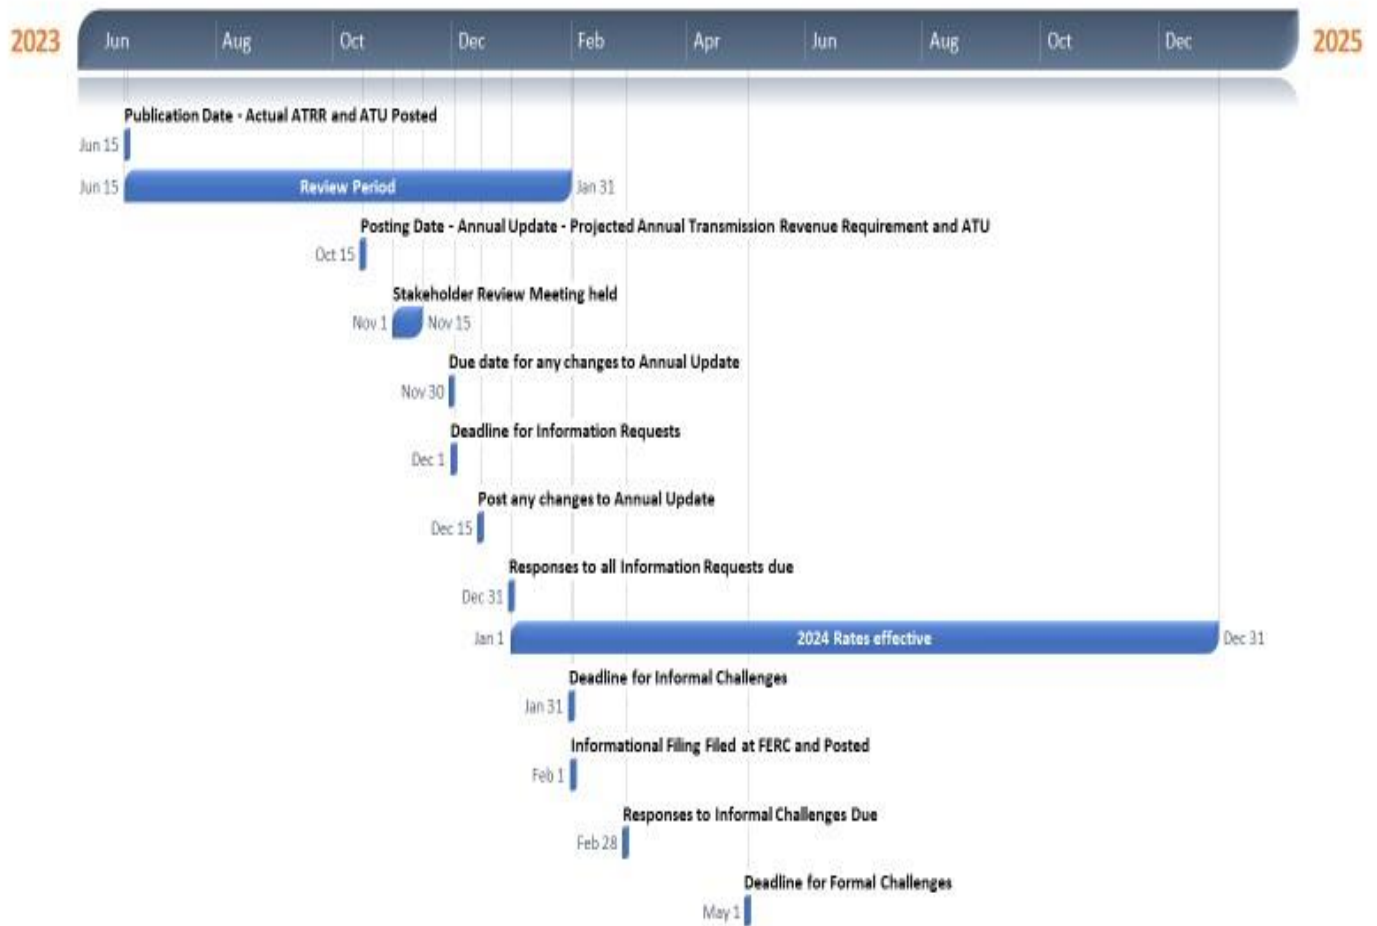 2023 Jun Aug Oct Dec Feb Apr Jun Aug Oct Dec 2025
Publication Date - Actual ATRR and ATU Posted
Jun 15
Jun 15 Review Period Jan 31
Posting Date - Annual Update - Projected Annual Transmission Revenue Requirement and ATU
Oct 15
Stakeholder Review Meeting held
Nov 1 Nov 15
Due date for any changes to Annual Update
Nov 30
Deadline for Information Requests
Dec 1
Post any changes to Annual Update
Dec 15
Responses to all Information Requests due
Dec 31
Jan 1 2024 Rates effective Dec 31
Deadline for Informal Challenges
Jan 31
Informational Filing Filed at FERC and Posted
Feb 1
Responses to Informal Challenges Due
Feb 28
Deadline for Formal Challenges
May 1